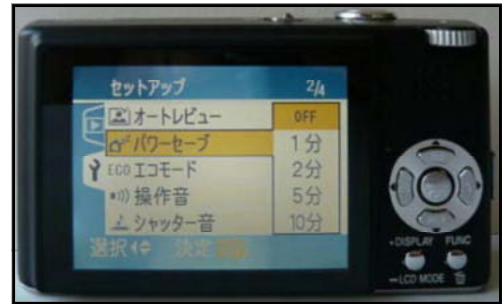 セットアップ 2/4
オートレビュー OFF
パワーセーブ 1分
ECO エコモード 2分
操作音 5分
シャッター音 10分
選択 決定
DISPLAY FUNC
LCD MODE